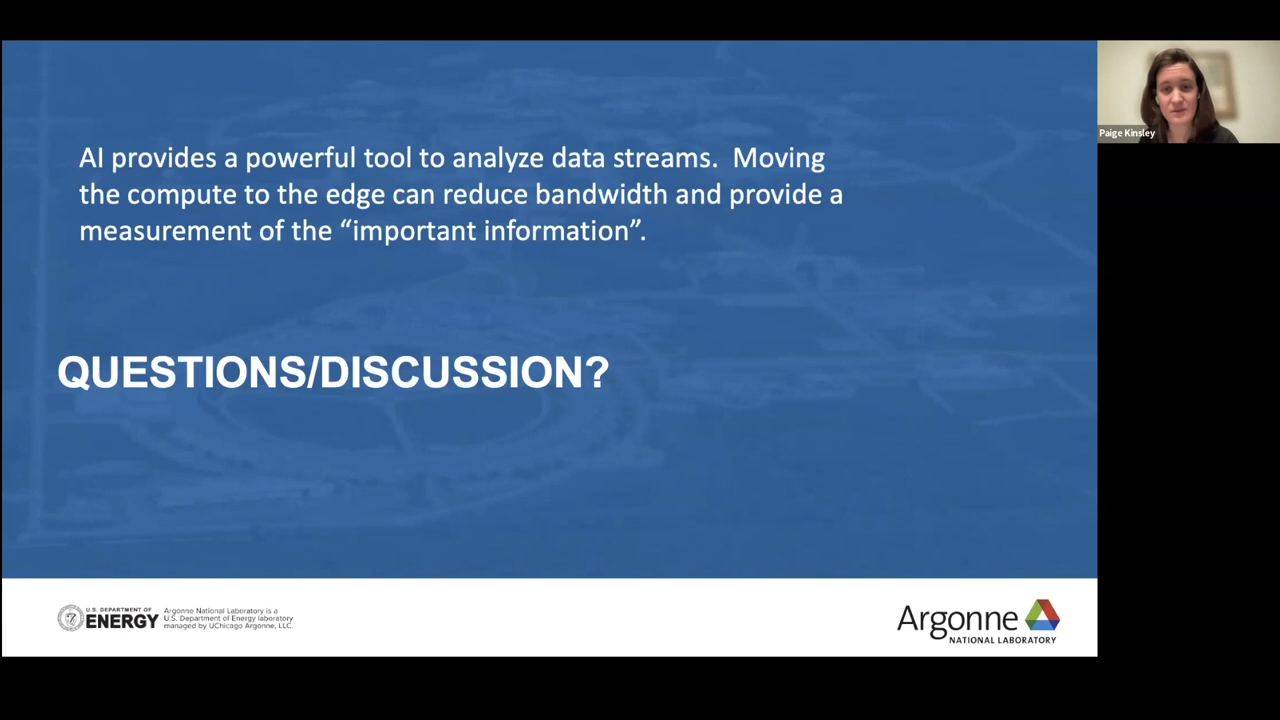 AI provides a powerful tool to analyze data streams.  Moving
the compute to the edge can reduce bandwidth and provide a
measurement of the “important information”.
QUESTIONS/DISCUSSION?
Paige Kinsley
U.S. DEPARTMENT OF
ENERGY
Argonne National Laboratory is a
U.S. Department of Energy laboratory
managed by UChicago Argonne, LLC.
Argonne
NATIONAL LABORATORY